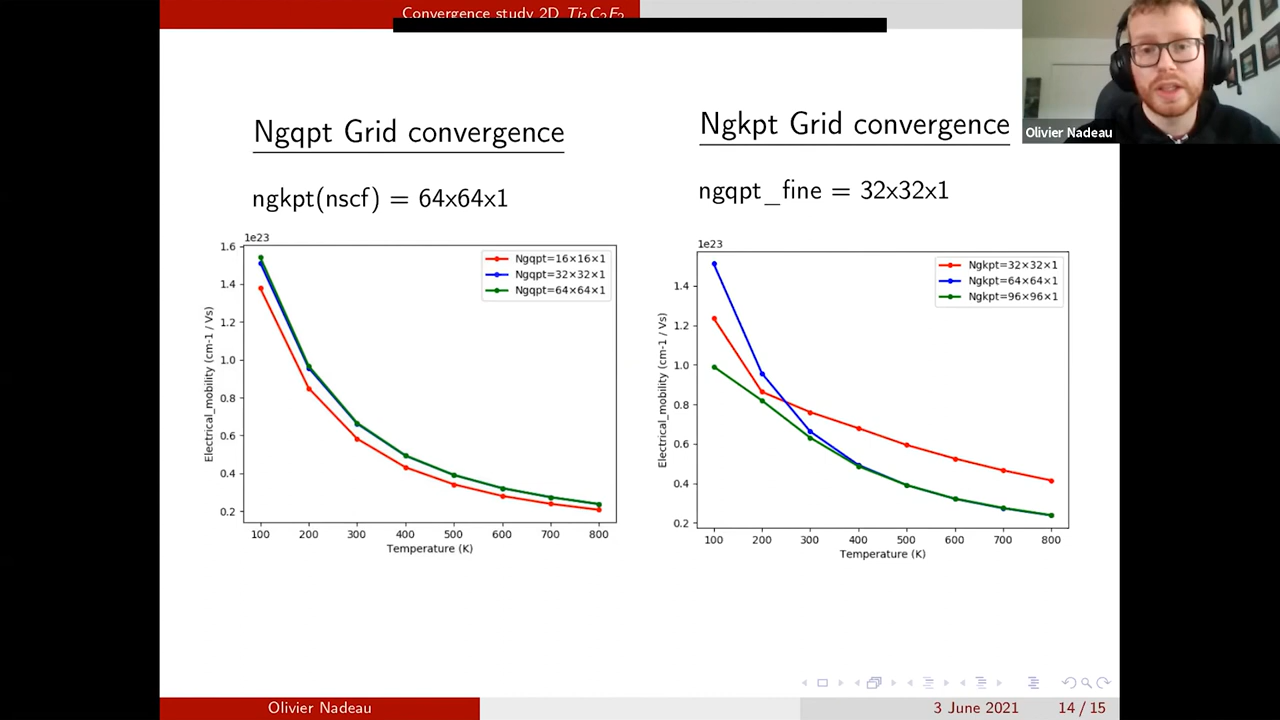 Convergence study 2D Ti3C2F2
Olivier Nadeau
Ngqpt Grid convergence
ngkpt(nscf) = 64x64x1
1e23
Electrical_mobility (cm-1 / Vs)
1.6
1.4
1.2
1.0
0.8
0.6
0.4
0.2
Ngqpt=16×16×1
Ngqpt=32×32×1
Ngqpt=64×64×1
100 200 300 400 500 600 700 800
Temperature (K)
Ngkpt Grid convergence
ngqpt_fine = 32x32x1
1e23
Electrical_mobility (cm-1 / Vs)
1.4
1.2
1.0
0.8
0.6
0.4
0.2
Ngkpt=32×32×1
Ngkpt=64×64×1
Ngkpt=96×96×1
100 200 300 400 500 600 700 800
Temperature (K)
Olivier Nadeau
3 June 2021 14 / 15